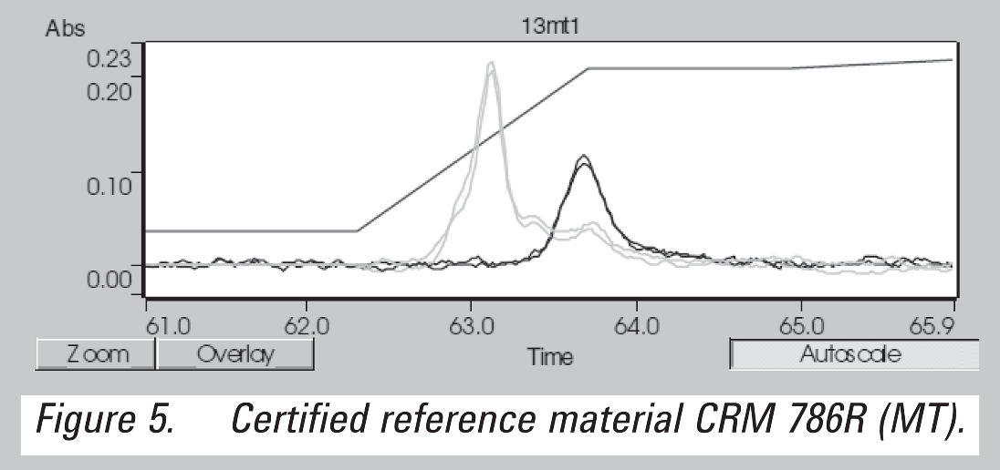 Abs
13mt1
0.23
0.20
0.10
0.00
61.0 62.0 63.0 64.0 65.0 65.9
Zoom Overlay Time Autoscale
Figure 5. Certified reference material CRM 786R (MT).